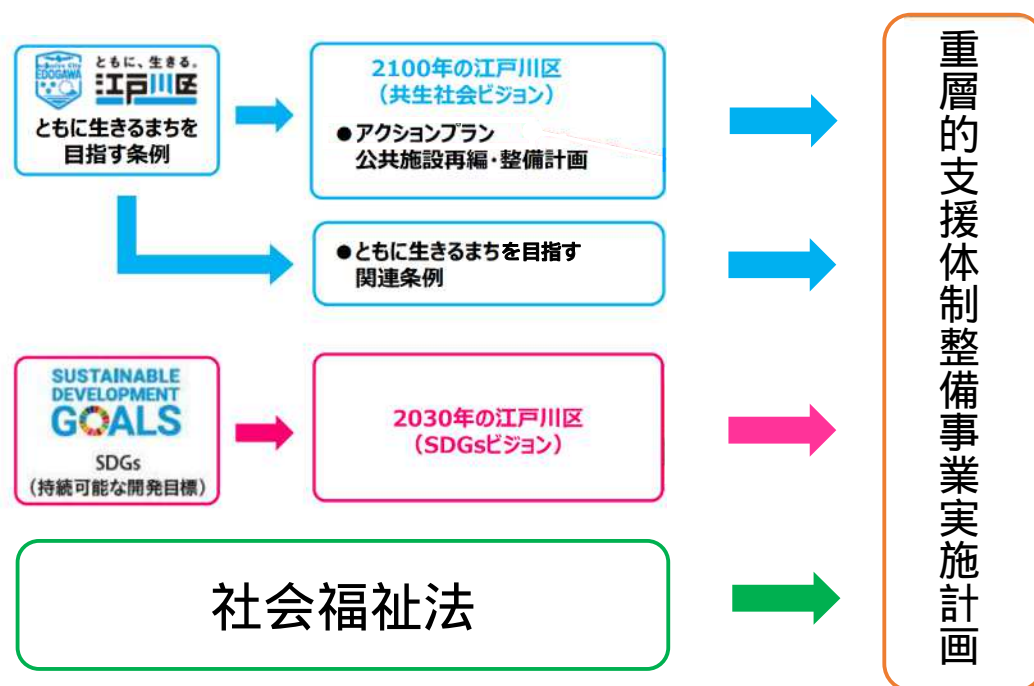 EDOGAWA
ともに、生きる。
江戸川区
ともに生きるまちを
目指す条例
2100年の江戸川区
（共生社会ビジョン）
●アクションプラン
公共施設再編・整備計画
●ともに生きるまちを目指す
関連条例
SUSTAINABLE
DEVELOPMENT
GOALS
SDGs
（持続可能な開発目標）
2030年の江戸川区
（SDGsビジョン）
社会福祉法
重層的支援体制整備事業実施計画